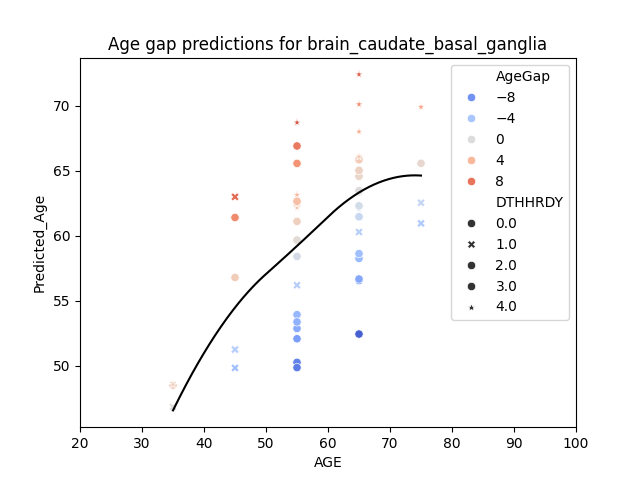 Age gap predictions for brain_caudate_basal_ganglia
Predicted_Age
70
65
60
55
50
20 30 40 50 60 70 80 90 100
AGE
AgeGap
−8
−4
0
4
8
DTHHRDY
0.0
1.0
2.0
3.0
4.0